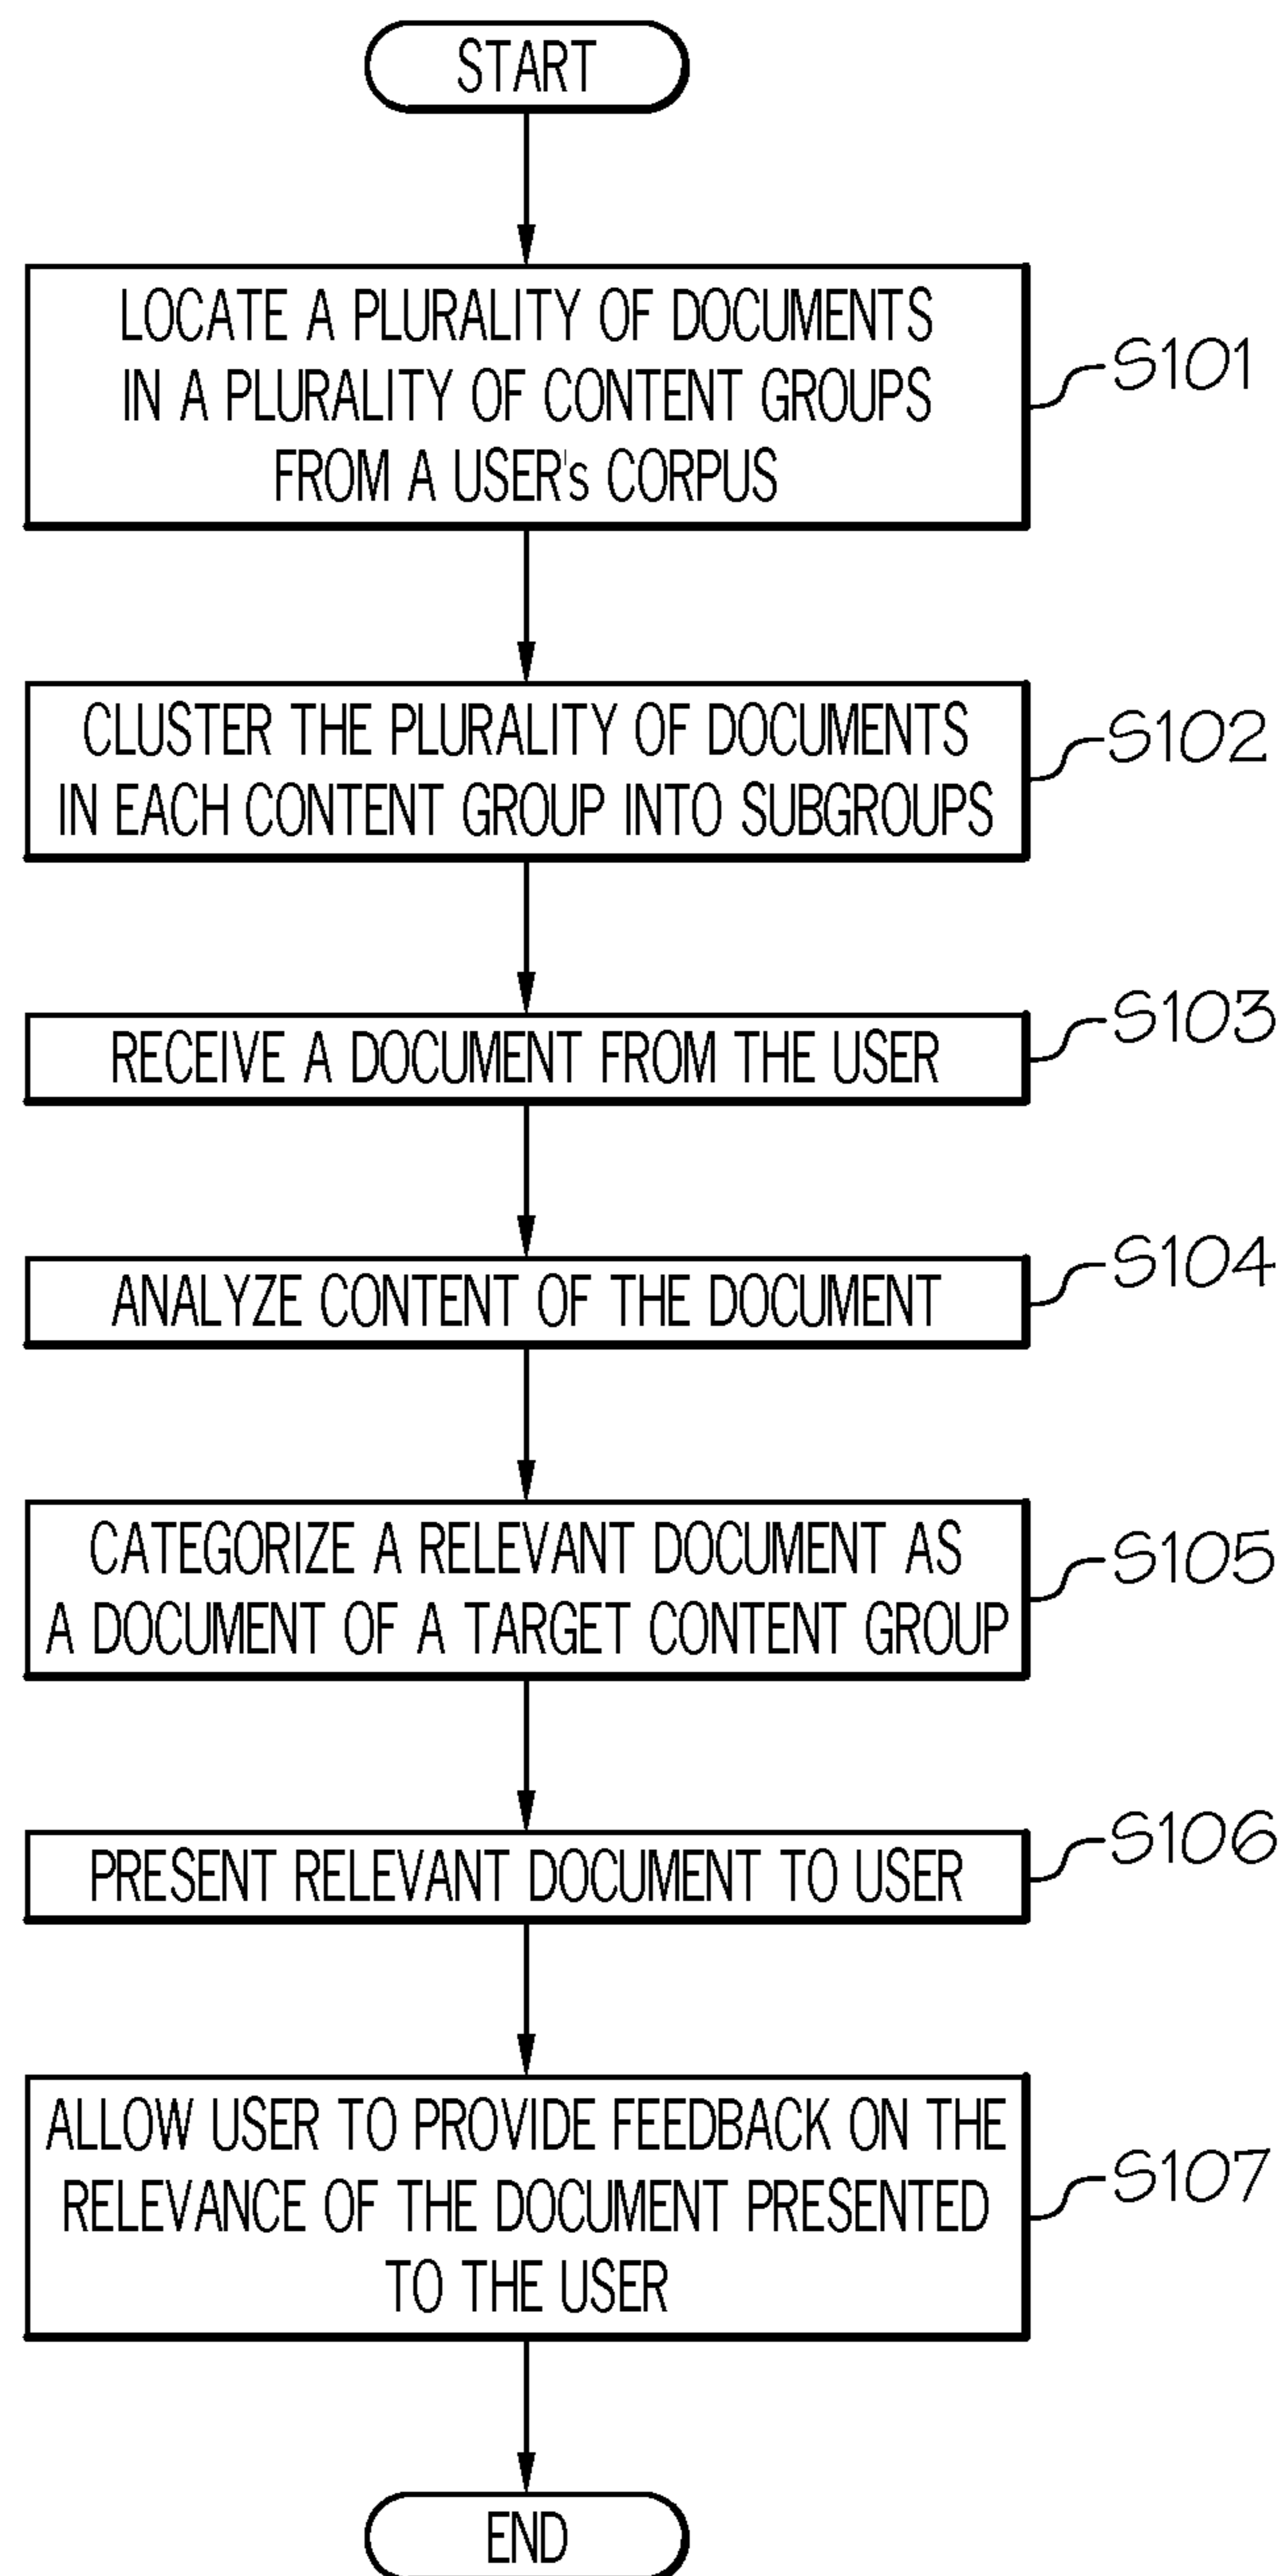 START
LOCATE A PLURALITY OF DOCUMENTS
IN A PLURALITY OF CONTENT GROUPS
FROM A USER's CORPUS
S101
CLUSTER THE PLURALITY OF DOCUMENTS
IN EACH CONTENT GROUP INTO SUBGROUPS
S102
RECEIVE A DOCUMENT FROM THE USER
S103
ANALYZE CONTENT OF THE DOCUMENT
S104
CATEGORIZE A RELEVANT DOCUMENT AS
A DOCUMENT OF A TARGET CONTENT GROUP
S105
PRESENT RELEVANT DOCUMENT TO USER
S106
ALLOW USER TO PROVIDE FEEDBACK ON THE
RELEVANCE OF THE DOCUMENT PRESENTED
TO THE USER
S107
END